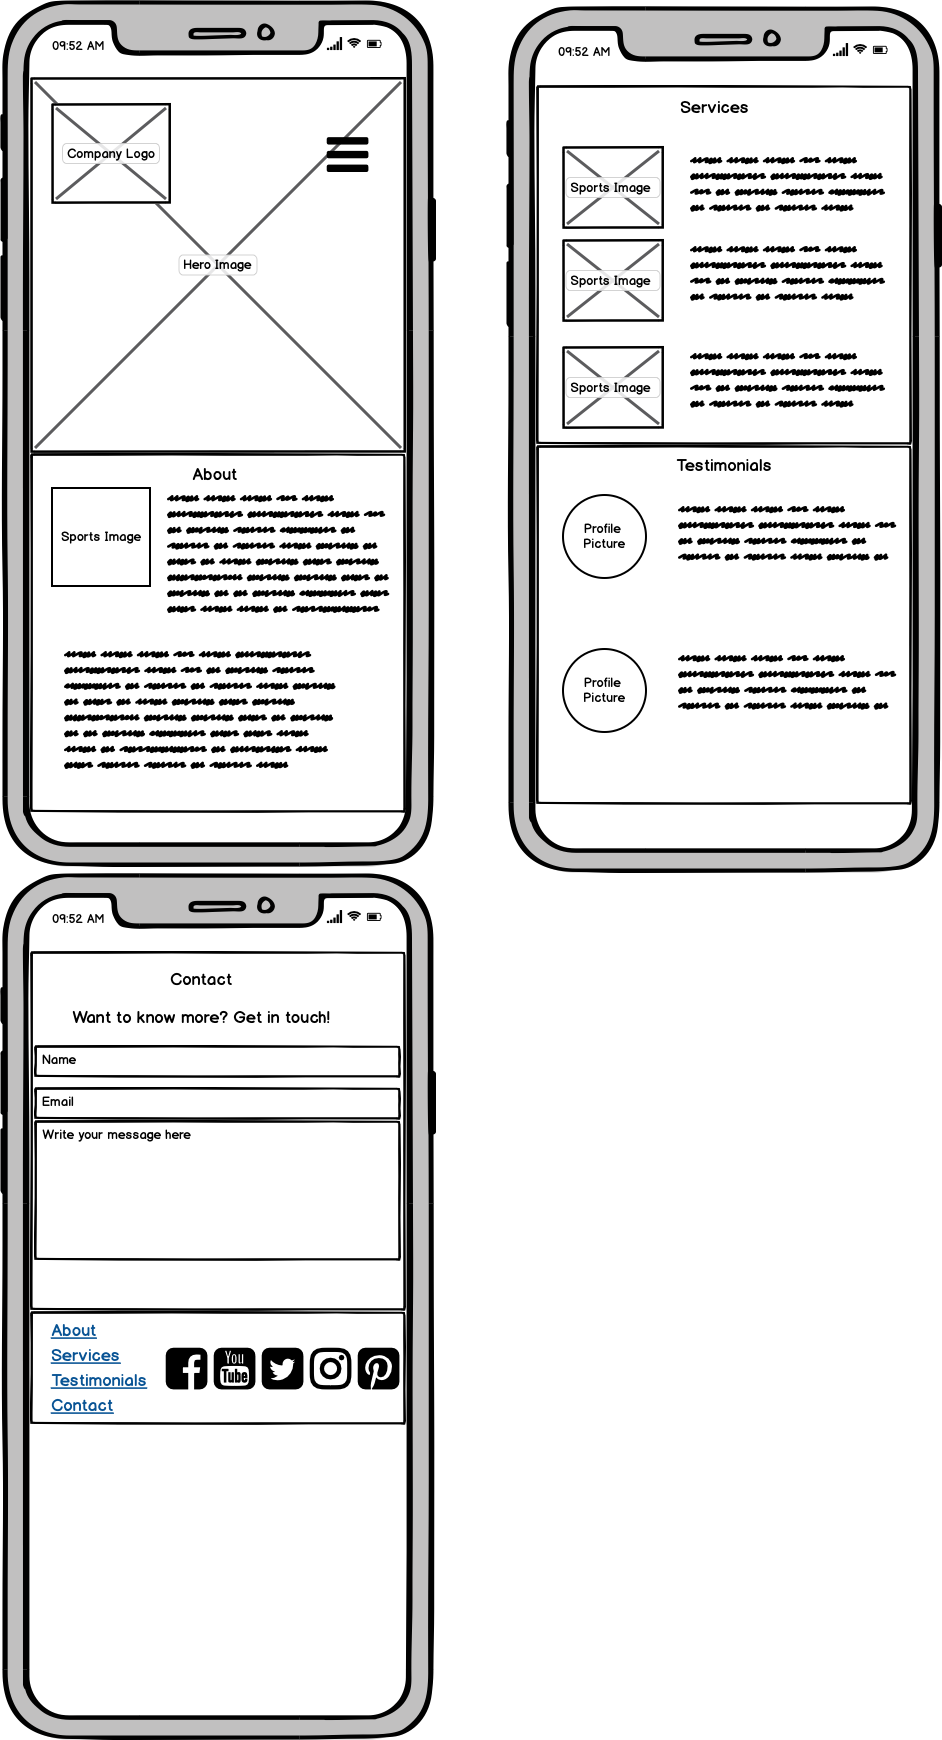 09:52 AM
Company Logo
Hero Image
About
Sports Image
09:52 AM
Services
Sports Image
Sports Image
Sports Image
Testimonials
Profile
Picture
Profile
Picture
09:52 AM
Contact
Want to know more? Get in touch!
Name
Email
Write your message here
About
Services
Testimonials
Contact
You
Tube